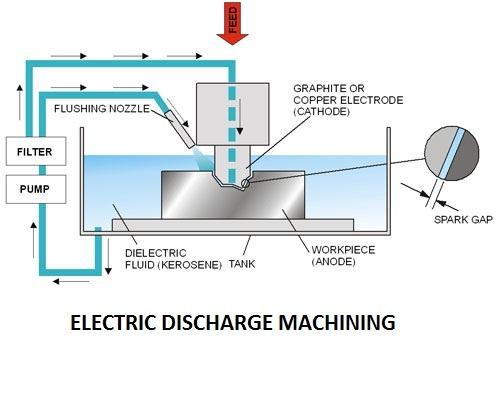 FEED
FLUSHING NOZZLE
GRAPHITE OR
COPPER ELECTRODE
(CATHODE)
FILTER
PUMP
SPARK GAP
DIELECTRIC
FLUID (KEROSENE)
TANK
WORKPIECE
(ANODE)
ELECTRIC DISCHARGE MACHINING